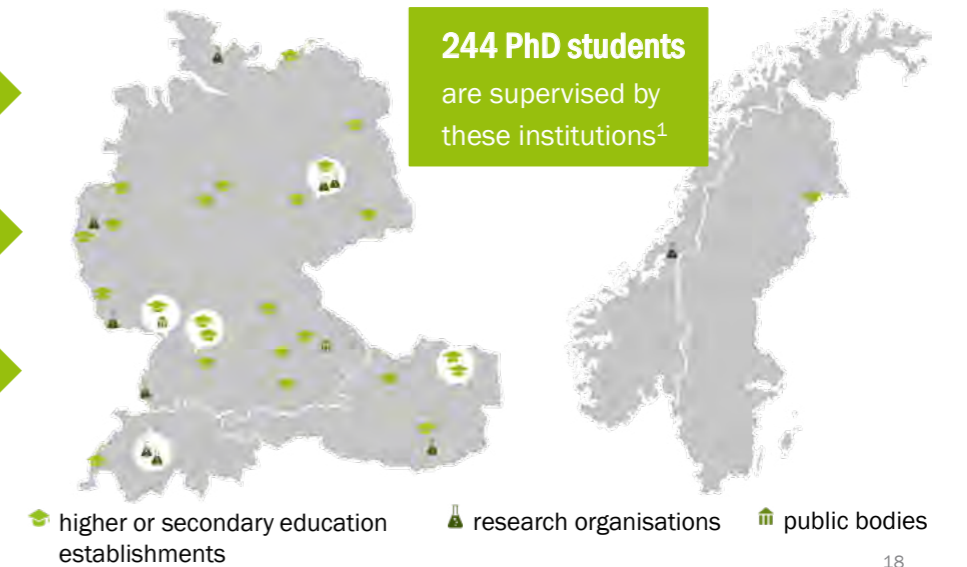 244 PhD students
are supervised by
these institutions¹
higher or secondary education
establishments
research organisations
public bodies
18